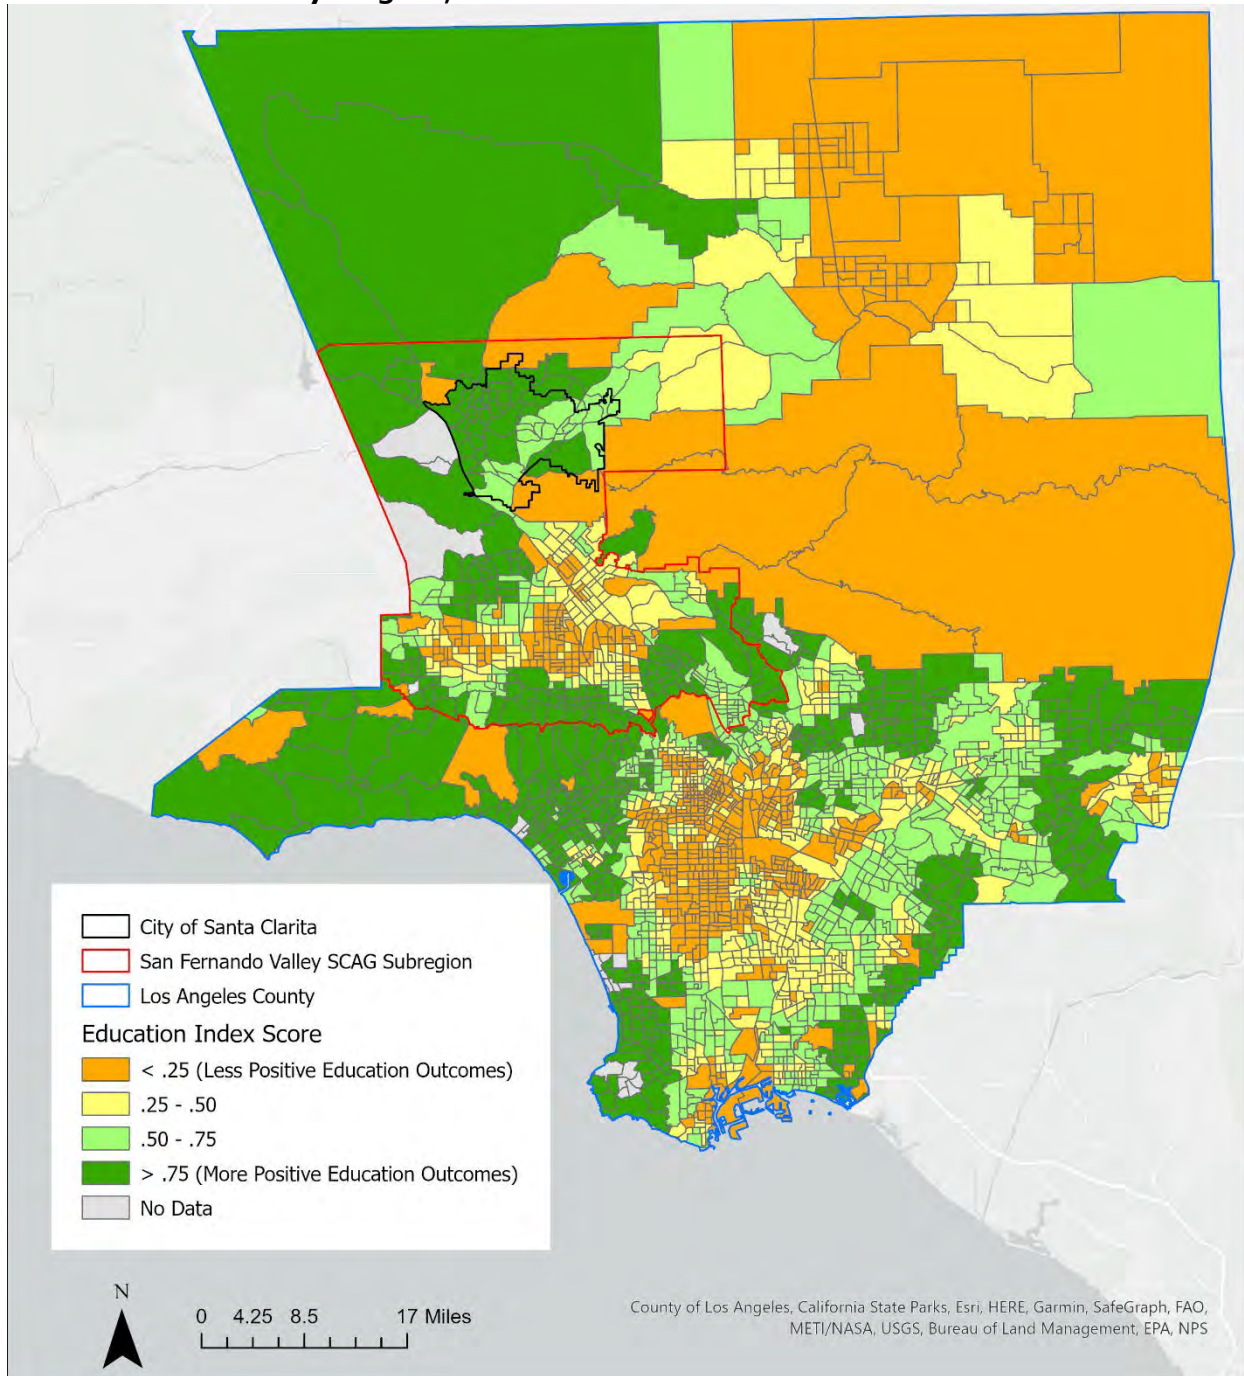 City of Santa Clarita
San Fernando Valley SCAG Subregion
Los Angeles County
Education Index Score
< .25 (Less Positive Education Outcomes)
.25 - .50
.50 - .75
> .75 (More Positive Education Outcomes)
No Data
N
0 4.25 8.5 17 Miles
County of Los Angeles, California State Parks, Esri, HERE, Garmin, SafeGraph, FAO,
METI/NASA, USGS, Bureau of Land Management, EPA, NPS